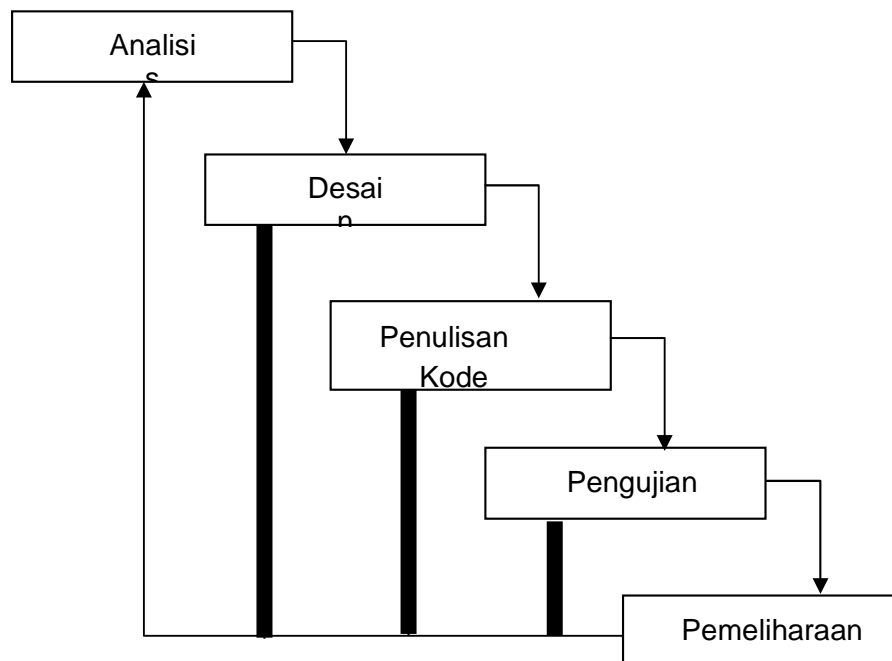 Analisi
s
Desai
n
Penulisan
Kode
Pengujian
Pemeliharaan